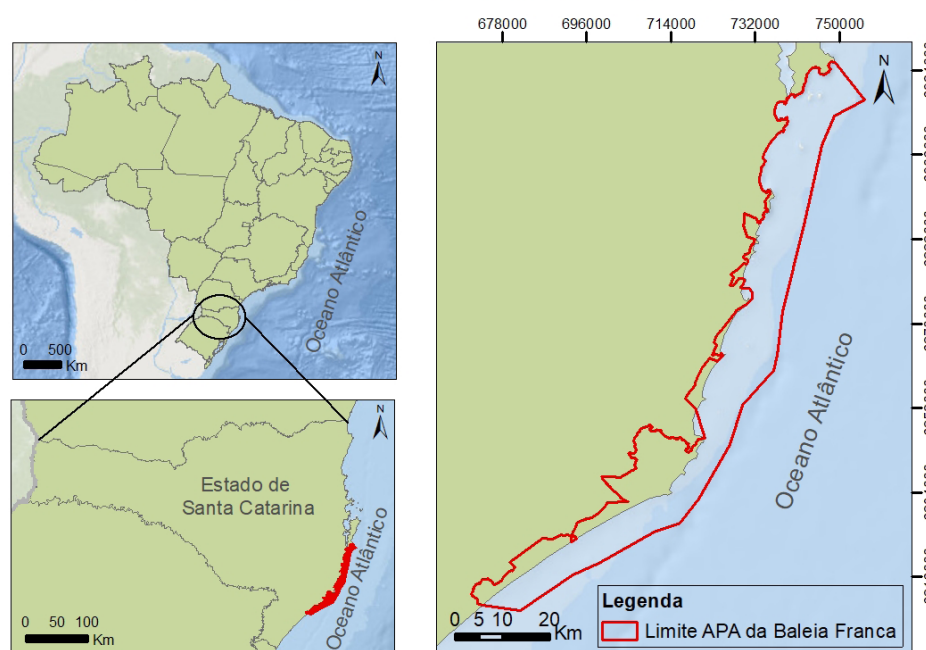 N
Oceano Atlântico
0 500
Km
N
Estado de
Santa Catarina
Oceano Atlântico
0 50 100
Km
678000 696000 714000 732000 750000
N
Oceano Atlântico
0 10 20
Km
Legenda
Limite APA da Baleia Franca